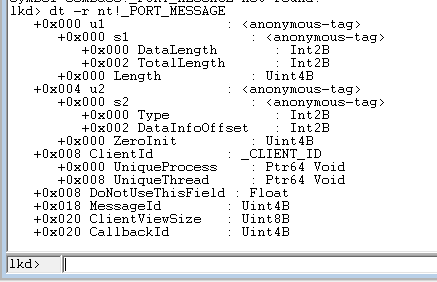 lkd> dt -r nt!_PORT_MESSAGE
+0x000 u1 : <anonymous-tag>
+0x000 s1 : <anonymous-tag>
+0x000 DataLength : Int2B
+0x002 TotalLength : Int2B
+0x000 Length : Uint4B
+0x004 u2 : <anonymous-tag>
+0x000 s2 : <anonymous-tag>
+0x000 Type : Int2B
+0x002 DataInfoOffset : Int2B
+0x000 ZeroInit : Uint4B
+0x008 ClientId : _CLIENT_ID
+0x000 UniqueProcess : Ptr64 Void
+0x008 UniqueThread : Ptr64 Void
+0x008 DoNotUseThisField : Float
+0x018 MessageId : Uint4B
+0x020 ClientViewSize : Uint8B
+0x020 CallbackId : Uint4B
lkd>